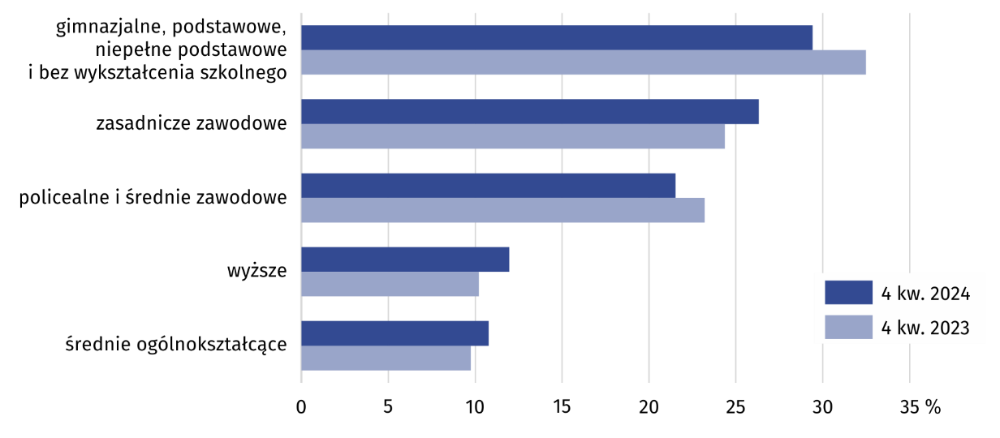 gimnazjalne, podstawowe,
niepełne podstawowe
i bez wykształcenia szkolnego
zasadnicze zawodowe
policealne i średnie zawodowe
wyższe
średnie ogólnokształcące
4 kw. 2024
4 kw. 2023
0 5 10 15 20 25 30 35 %